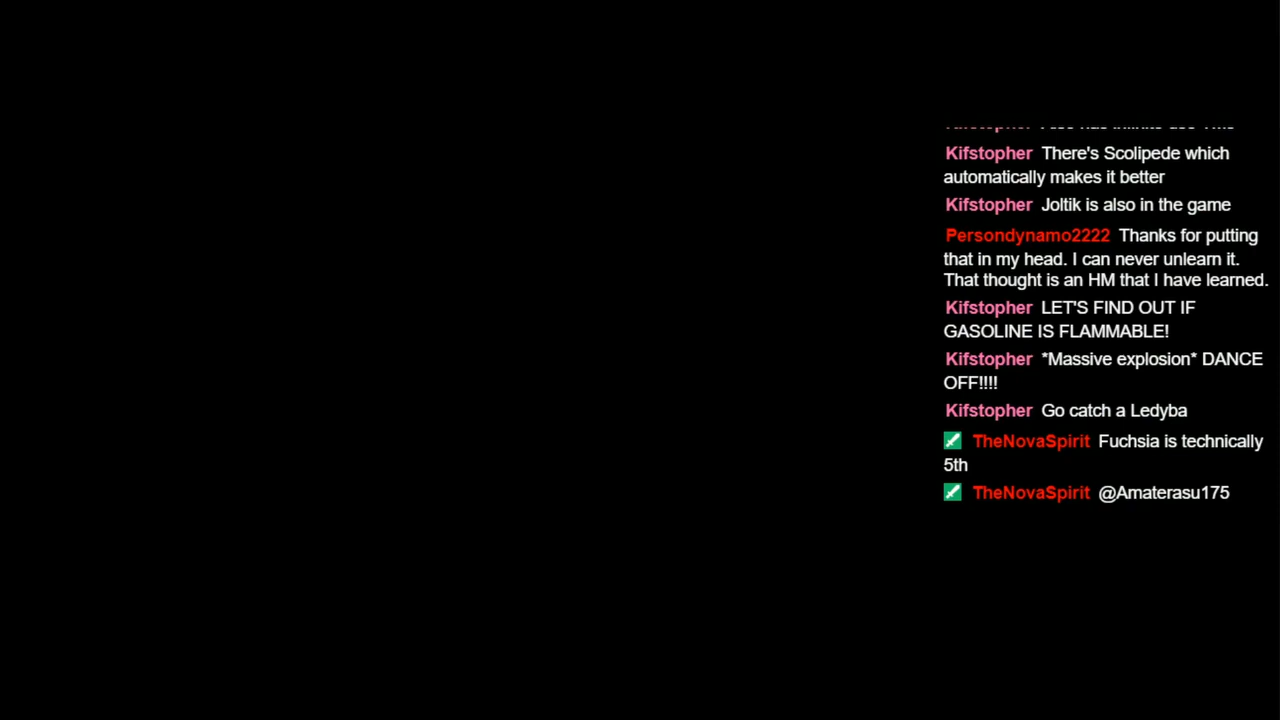 Kifstopher There's Scolipede which
automatically makes it better
Kifstopher Joltik is also in the game
Persondynamo2222 Thanks for putting
that in my head. I can never unlearn it.
That thought is an HM that I have learned.
Kifstopher LET'S FIND OUT IF
GASOLINE IS FLAMMABLE!
Kifstopher *Massive explosion* DANCE
OFF!!!!
Kifstopher Go catch a Ledyba
TheNovaSpirit Fuchsia is technically
5th
TheNovaSpirit @Amaterasu175